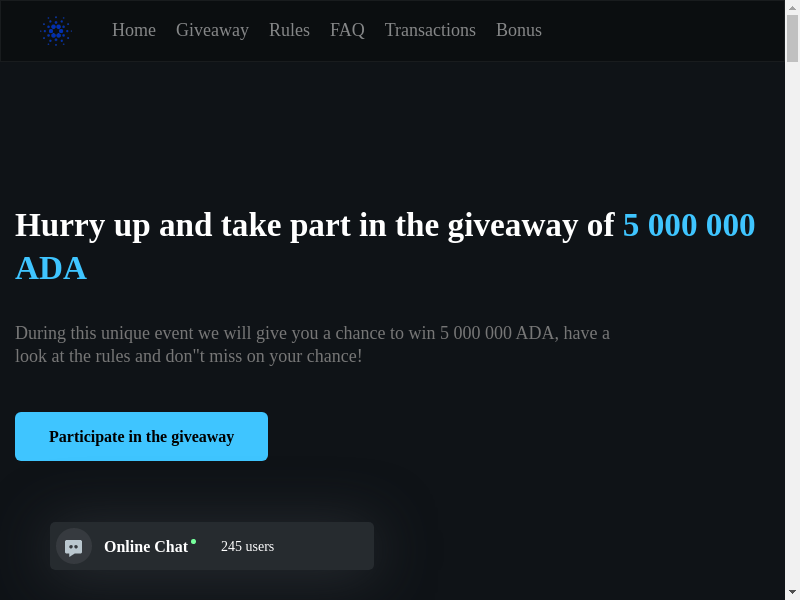 Home Giveaway Rules FAQ Transactions Bonus
Hurry up and take part in the giveaway of 5 000 000
ADA
During this unique event we will give you a chance to win 5 000 000 ADA, have a
look at the rules and don"t miss on your chance!
Participate in the giveaway
Online Chat 245 users